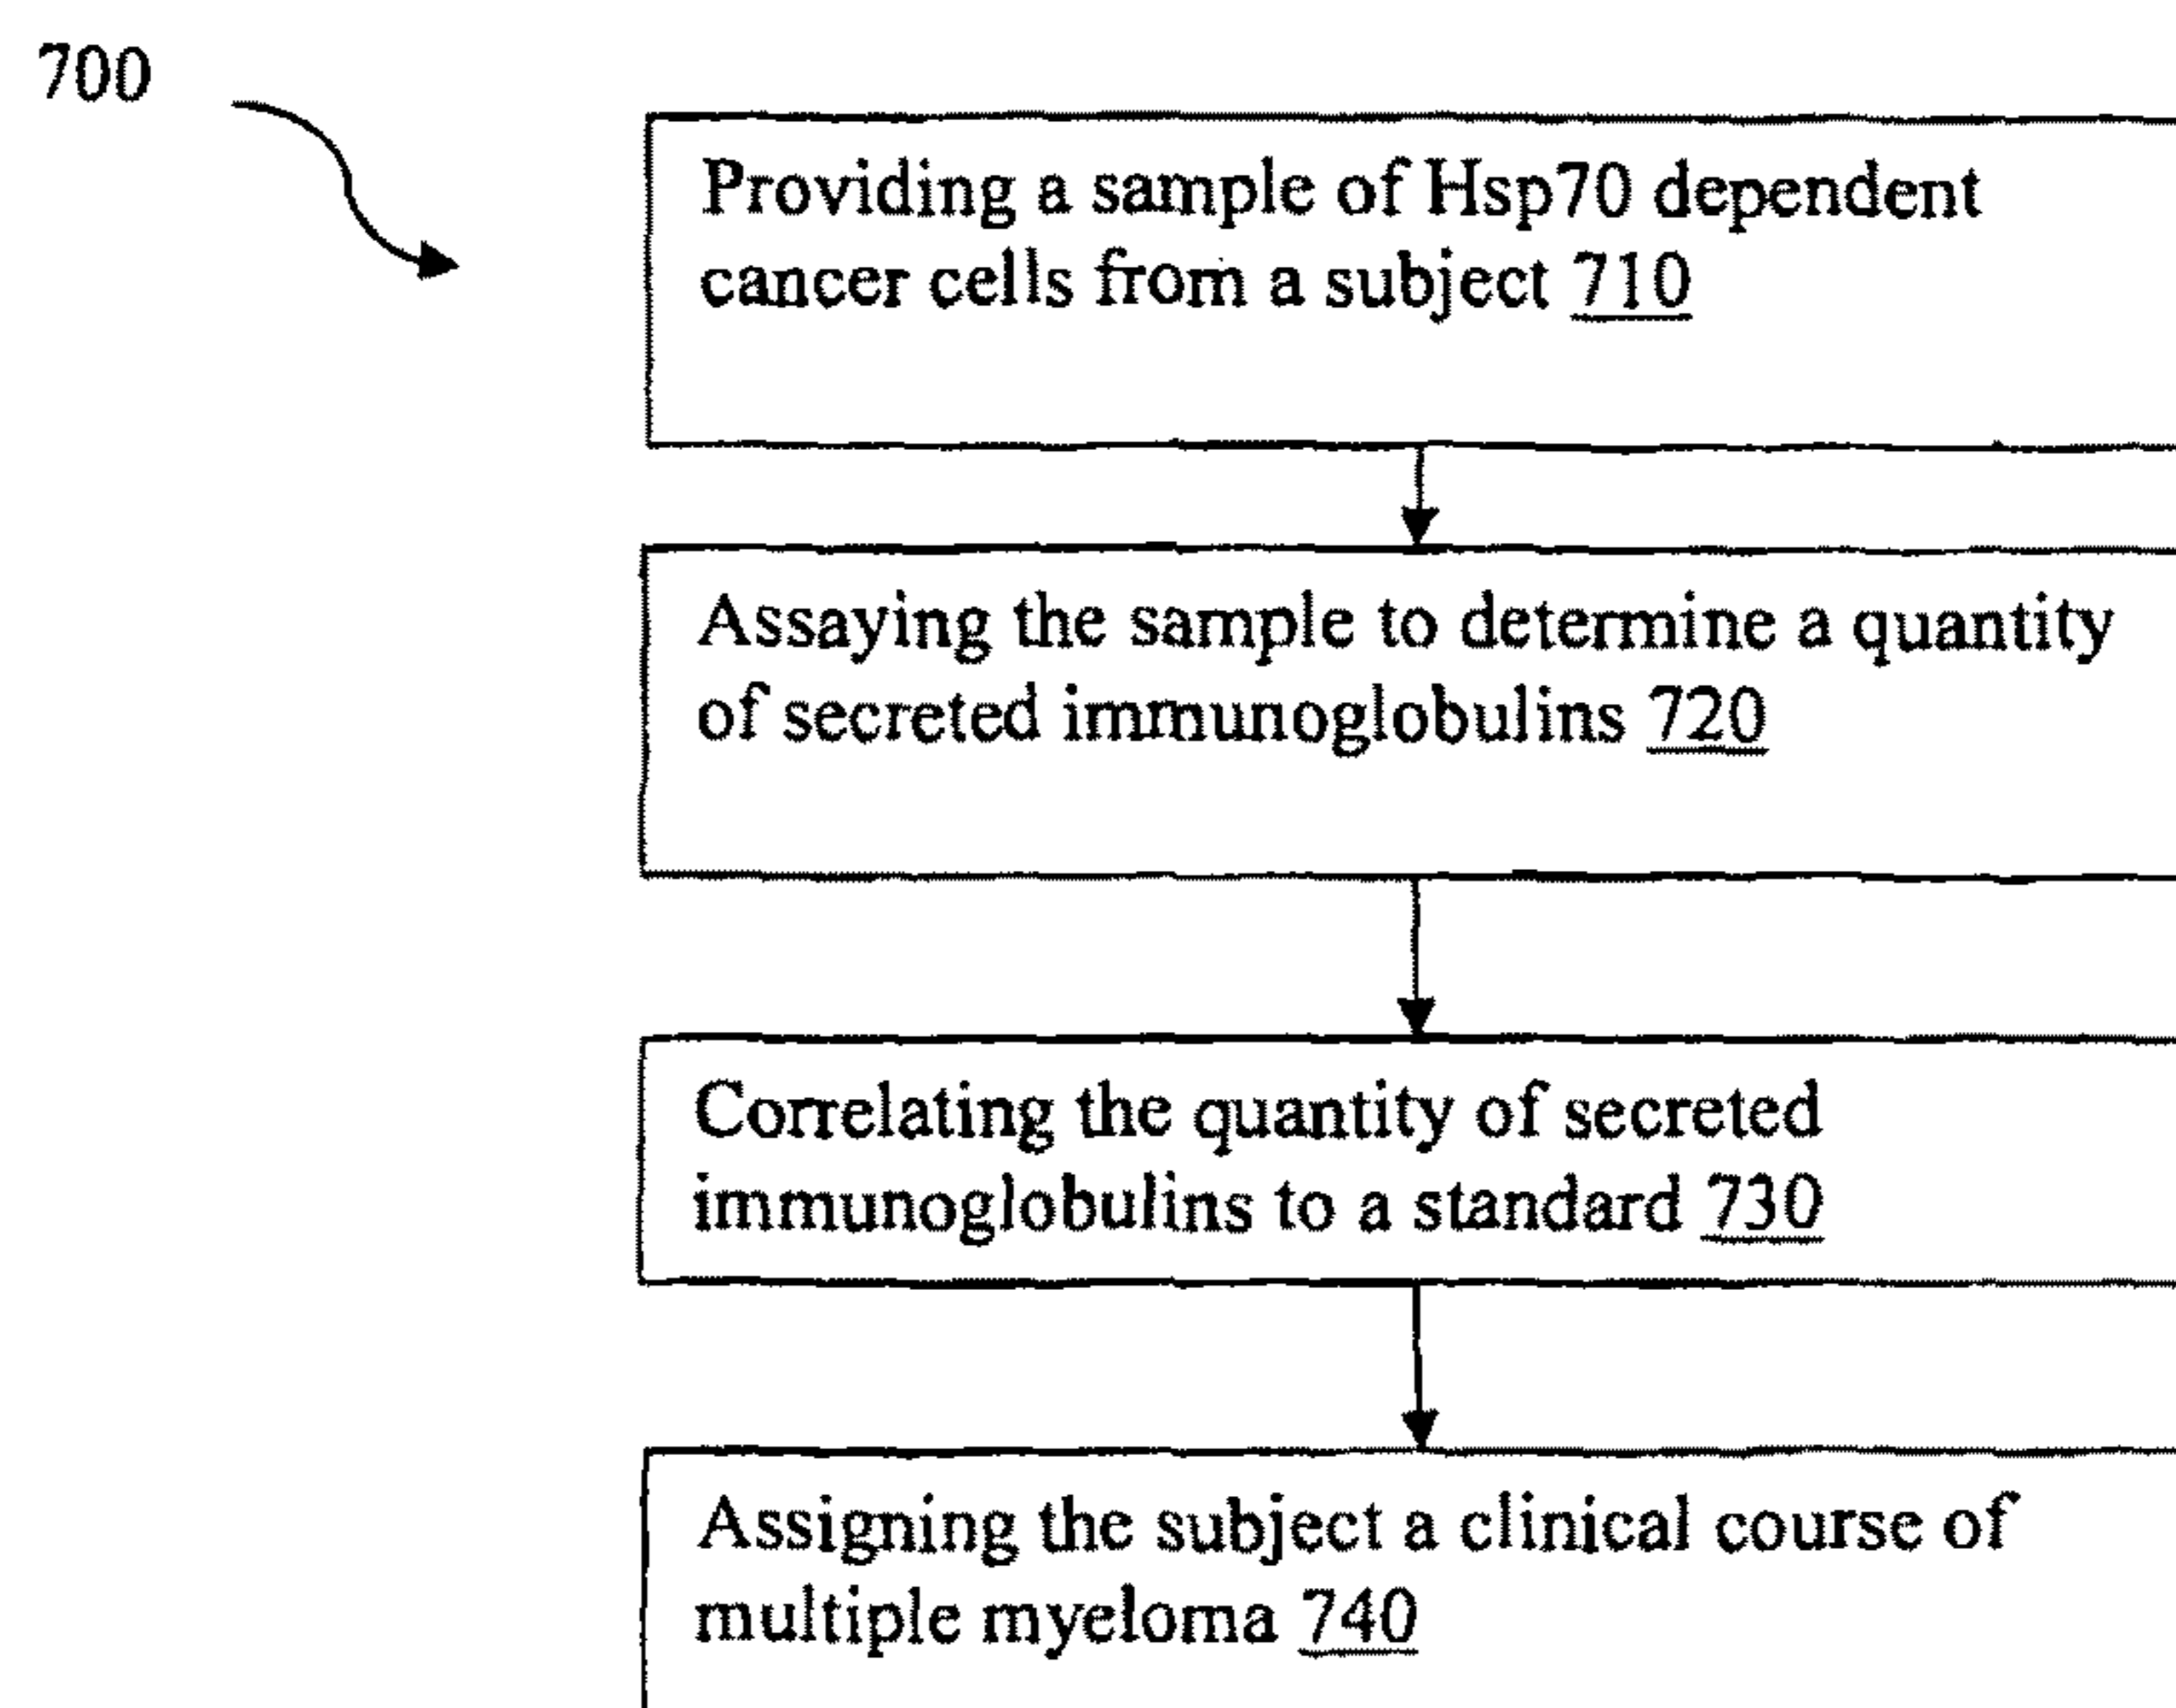 700
Providing a sample of Hsp70 dependent
cancer cells from a subject 710
Assaying the sample to determine a quantity
of secreted immunoglobulins 720
Correlating the quantity of secreted
immunoglobulins to a standard 730
Assigning the subject a clinical course of
multiple myeloma 740